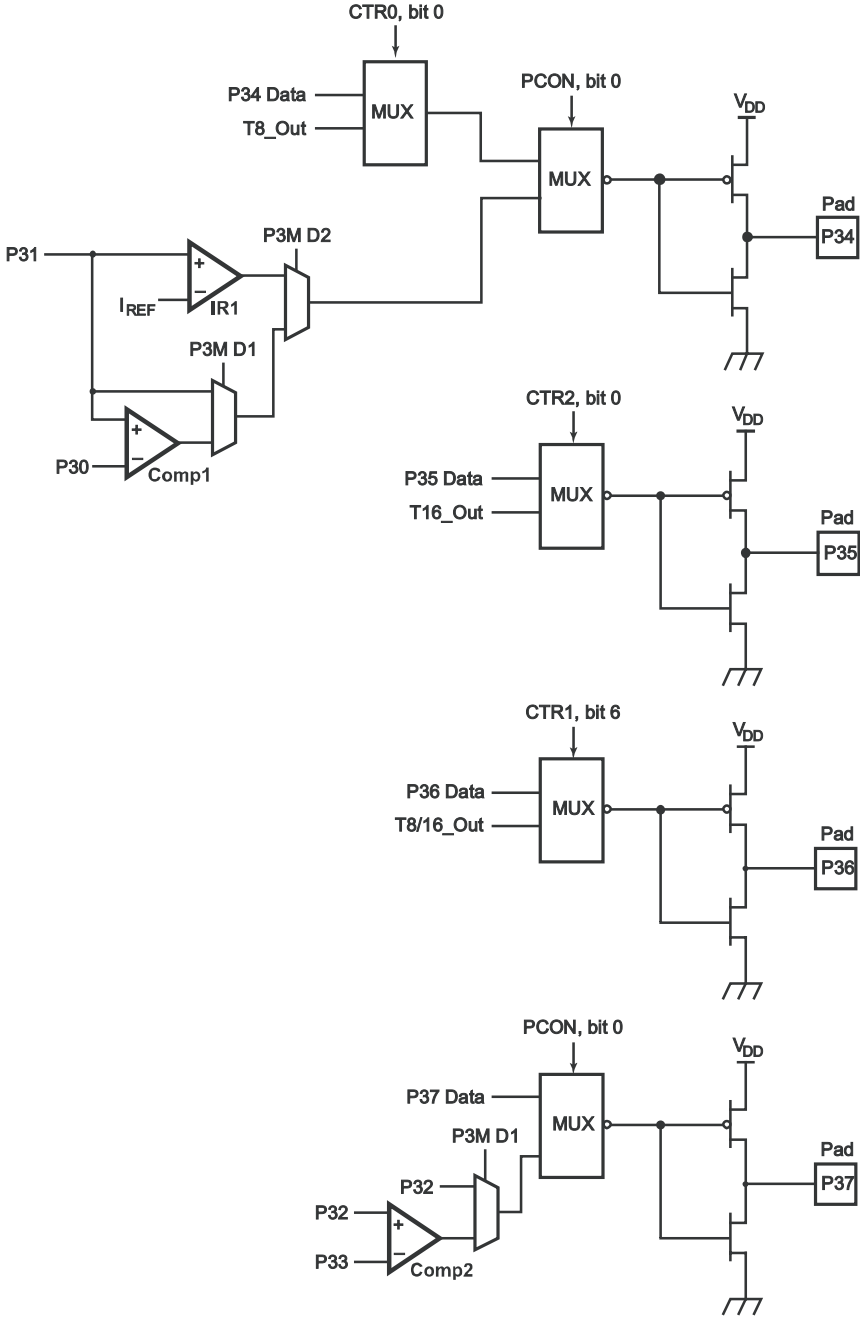 CTR0, bit 0
P34 Data
T8_Out
MUX
PCON, bit 0
MUX
VDD
Pad
P34
P31
+
−
IREF
IR1
P3M D2
P3M D1
P30
+
−
Comp1
CTR2, bit 0
P35 Data
T16_Out
MUX
VDD
Pad
P35
CTR1, bit 6
P36 Data
T8/16_Out
MUX
VDD
Pad
P36
PCON, bit 0
P37 Data
MUX
VDD
Pad
P37
P3M D1
P32
P32
P33
+
−
Comp2